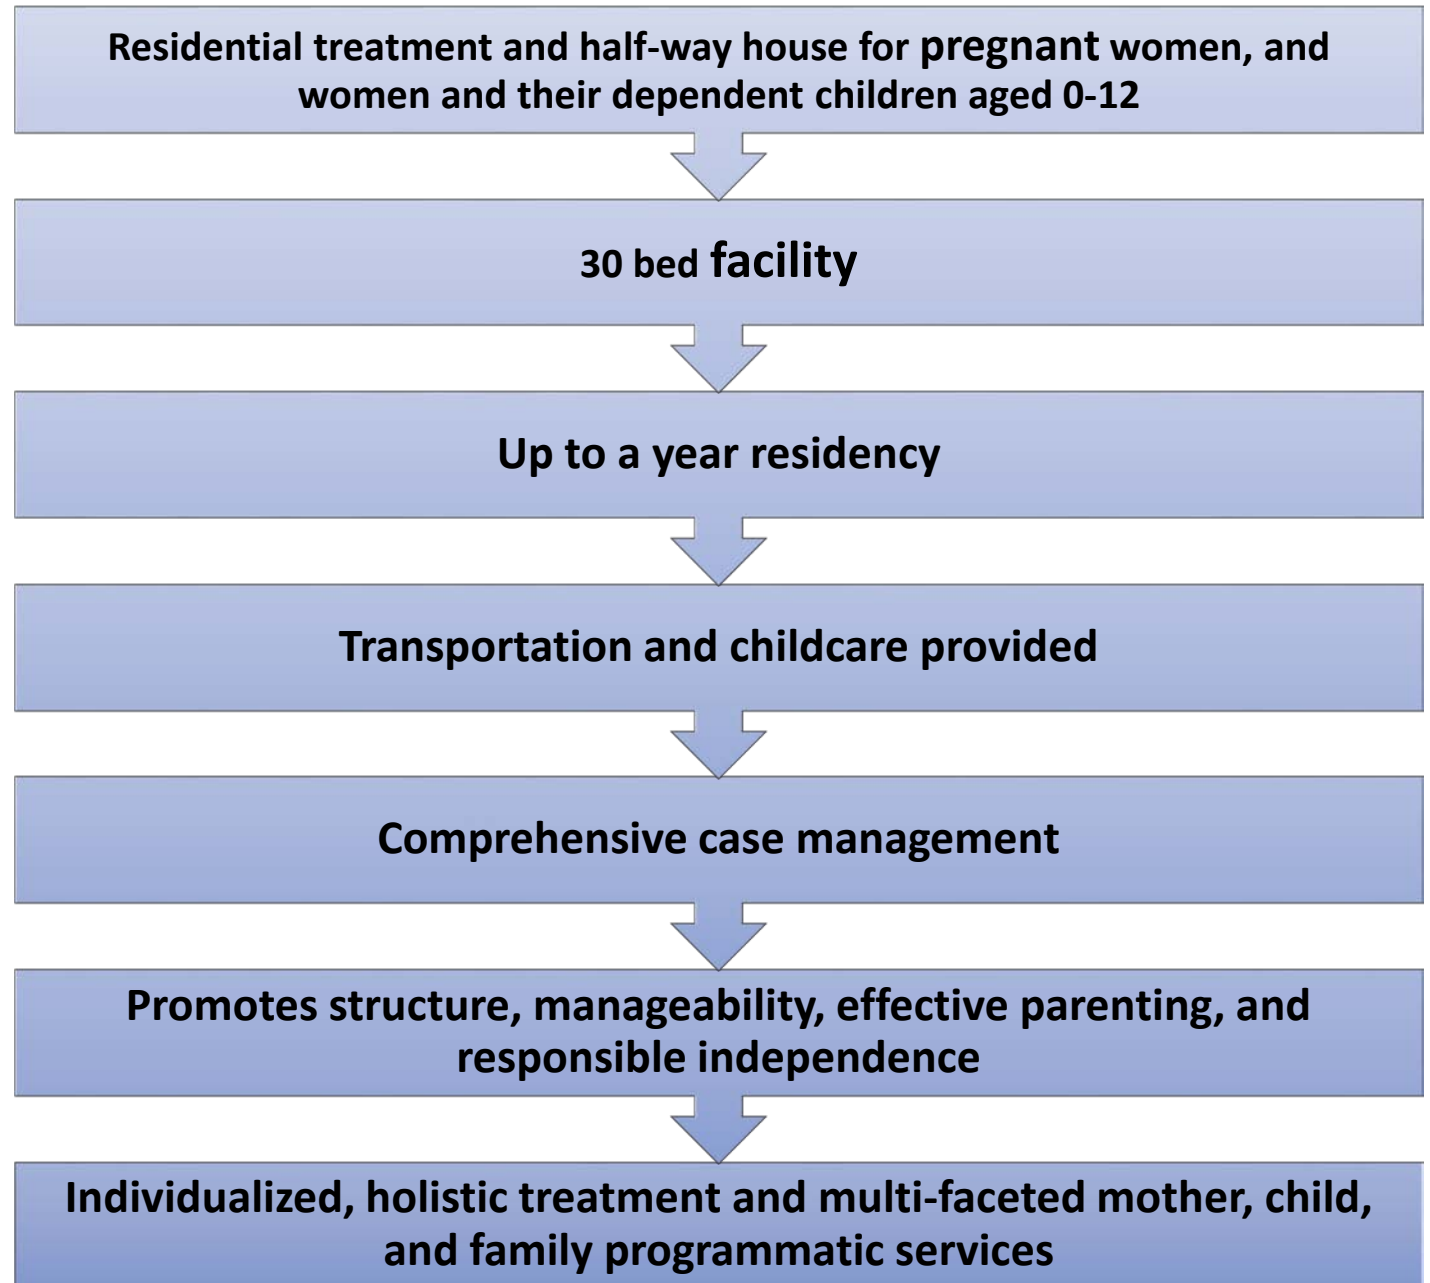 Residential treatment and half-way house for pregnant women, and
women and their dependent children aged 0-12
30 bed facility
Up to a year residency
Transportation and childcare provided
Comprehensive case management
Promotes structure, manageability, effective parenting, and
responsible independence
Individualized, holistic treatment and multi-faceted mother, child,
and family programmatic services